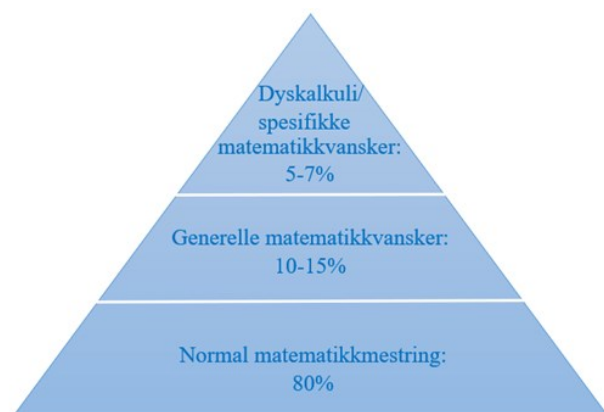 Dyskalkuli/
spesifikke
matematikkvansker:
5-7%
Generelle matematikkvansker:
10-15%
Normal matematikkmestring:
80%